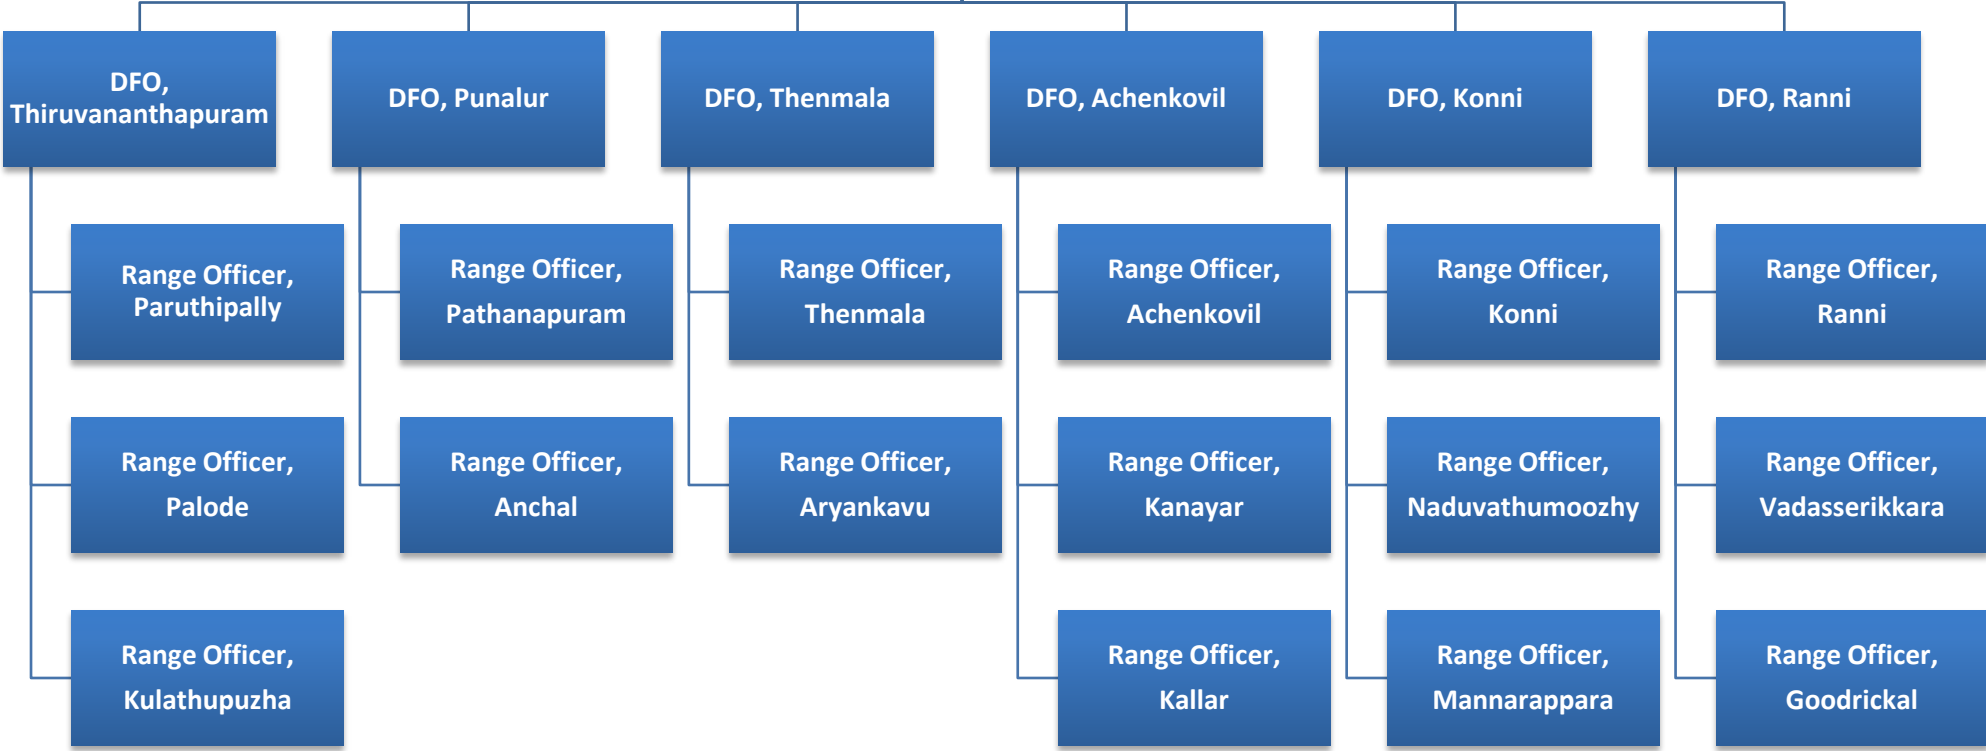 DFO,
Thiruvananthapuram
DFO, Punalur
DFO, Thenmala
DFO, Achenkovil
DFO, Konni
DFO, Ranni
Range Officer,
Paruthipally
Range Officer,
Pathanapuram
Range Officer,
Thenmala
Range Officer,
Achenkovil
Range Officer,
Konni
Range Officer,
Ranni
Range Officer,
Palode
Range Officer,
Anchal
Range Officer,
Aryankavu
Range Officer,
Kanayar
Range Officer,
Naduvathumoozhy
Range Officer,
Vadasserikkara
Range Officer,
Kulathupuzha
Range Officer,
Kallar
Range Officer,
Mannarappara
Range Officer,
Goodrickal